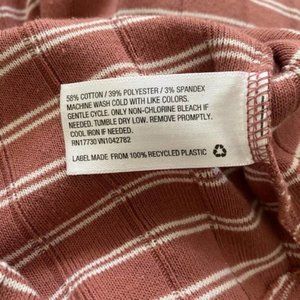 58% COTTON / 39% POLYESTER / 3% SPANDEX
MACHINE WASH COLD WITH LIKE COLORS.
GENTLE CYCLE. ONLY NON-CHLORINE BLEACH IF
NEEDED. TUMBLE DRY LOW. REMOVE PROMPTLY.
COOL IRON IF NEEDED.
RN17730 VN1042782
LABEL MADE FROM 100% RECYCLED PLASTIC